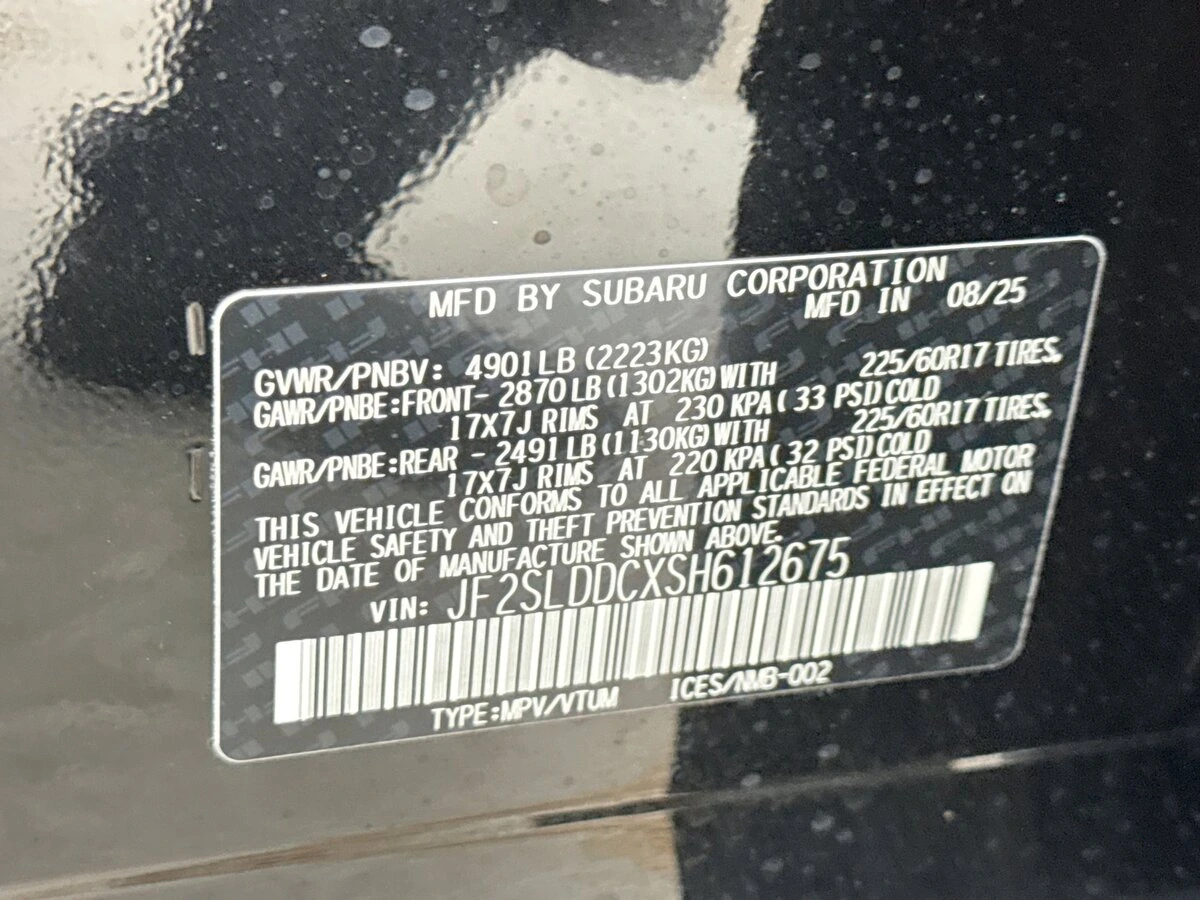 MFD BY SUBARU CORPORATION
MFD IN 08/25
GVWR/PNBV: 4901LB (2223KG)
GAWR/PNBE:FRONT- 2870 LB (1302KG) WITH 225/60R17 TIRES,
17X7J RIMS AT 230 KPA ( 33 PSI) COLD
GAWR/PNBE:REAR - 2491 LB (1130KG) WITH 225/60R17 TIRES,
17X7J RIMS AT 220 KPA ( 32 PSI) COLD
THIS VEHICLE CONFORMS TO ALL APPLICABLE FEDERAL MOTOR
VEHICLE SAFETY AND THEFT PREVENTION STANDARDS IN EFFECT ON
THE DATE OF MANUFACTURE SHOWN ABOVE.
VIN: JF2SLDDCXSH612675
TYPE:MPV/VTUM ICES/NMB-002